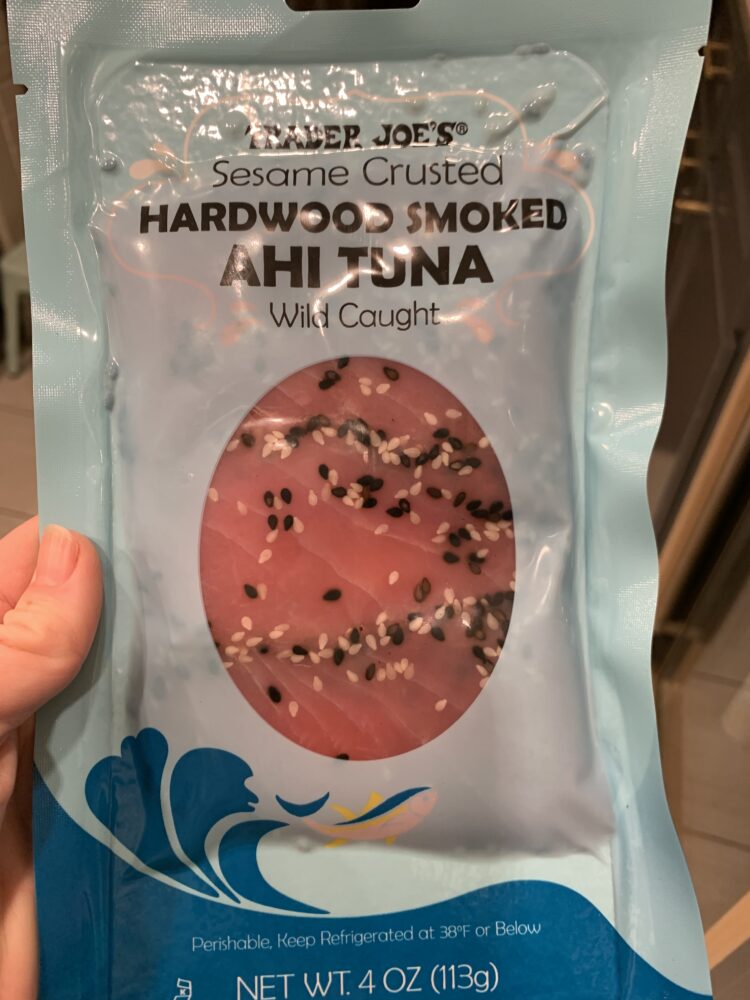 TRADER JOE'S®
Sesame Crusted
HARDWOOD SMOKED
AHI TUNA
Wild Caught
Perishable, Keep Refrigerated at 38°F or Below
NET WT. 4 OZ (113g)